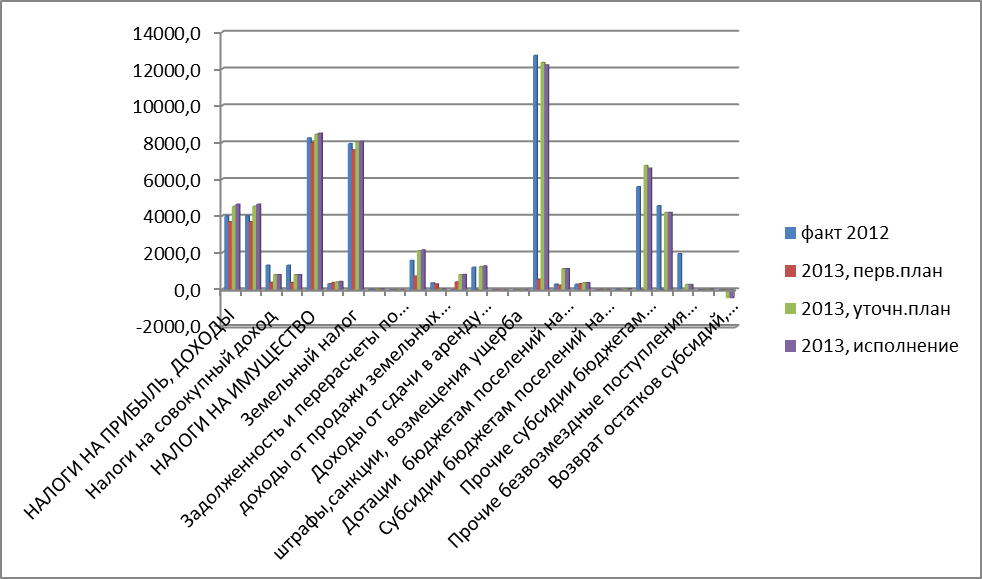 14000,0
12000,0
10000,0
8000,0
6000,0
4000,0
2000,0
0,0
-2000,0
НАЛОГИ НА ПРИБЫЛЬ, ДОХОДЫ
Налоги на совокупный доход
НАЛОГИ НА ИМУЩЕСТВО
Земельный налог
Задолженность и перерасчеты по...
доходы от продажи земельных...
Доходы от сдачи в аренду...
штрафы,санкции, возмещения ущерба
Дотации бюджетам поселений на...
Субсидии бюджетам поселений на...
Прочие субсидии бюджетам...
Прочие безвозмездные поступления...
Возврат остатков субсидий,...
факт 2012
2013, перв.план
2013, уточн.план
2013, исполнение